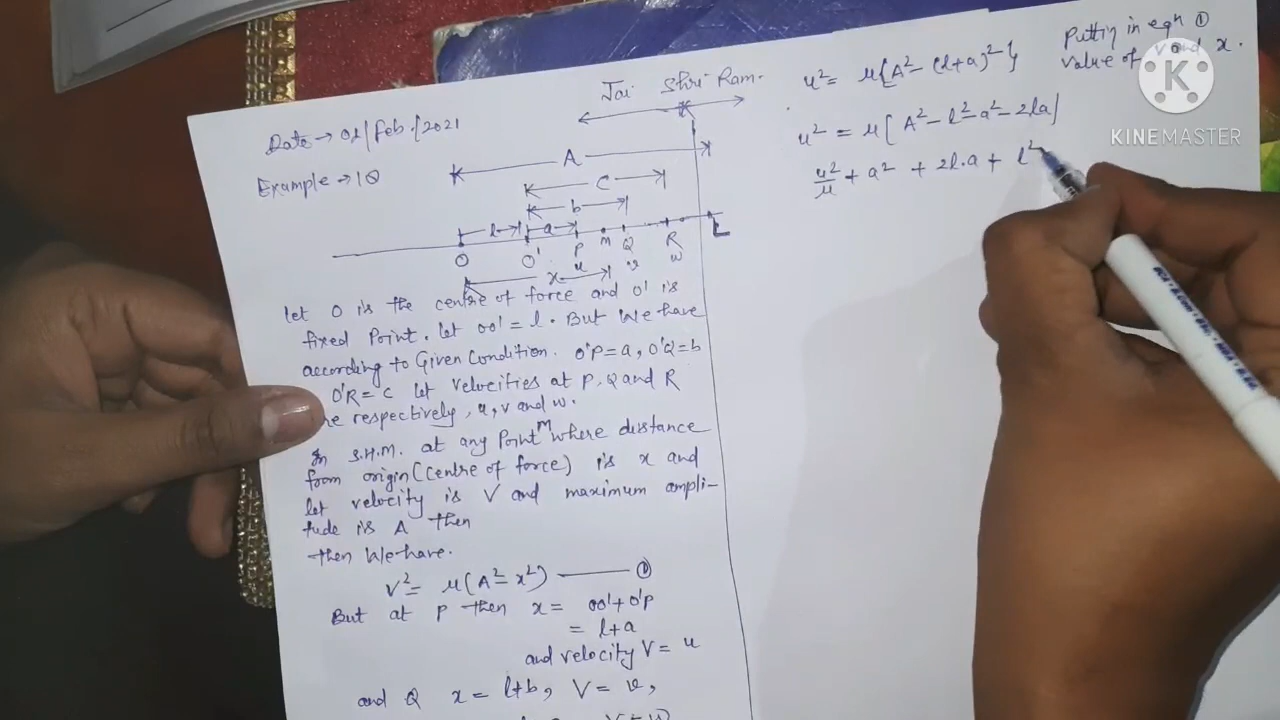 Jai Shri Ram.
Date → 01/Feb./2021
Example → 10
A
c
b
l
a
O O' P M Q R L
u v w
x
Let O is the centre of force and O' is
fixed Point. let OO' = l. But We have
according to Given Condition. O'P=a, O'Q=b
O'R=c let velocities at P, Q and R
re respectively, u, v and w.
In S.H.M. at any Point M where distance
from origin (Centre of force) is x and
let velocity is V and maximum ampli-
tude is A then
then We have.
V² = μ(A² - x²) —— ①
But at P then x = OO' + O'P
= l+a
and velocity V = u
and Q x = l+b, V = v,
u² = μ{A² - (l+a)²} Putting in eqn ①
value of x.
u² = μ[A² - l² - a² - 2la]
u²/μ + a² + 2l.a + l²
KINEMASTER